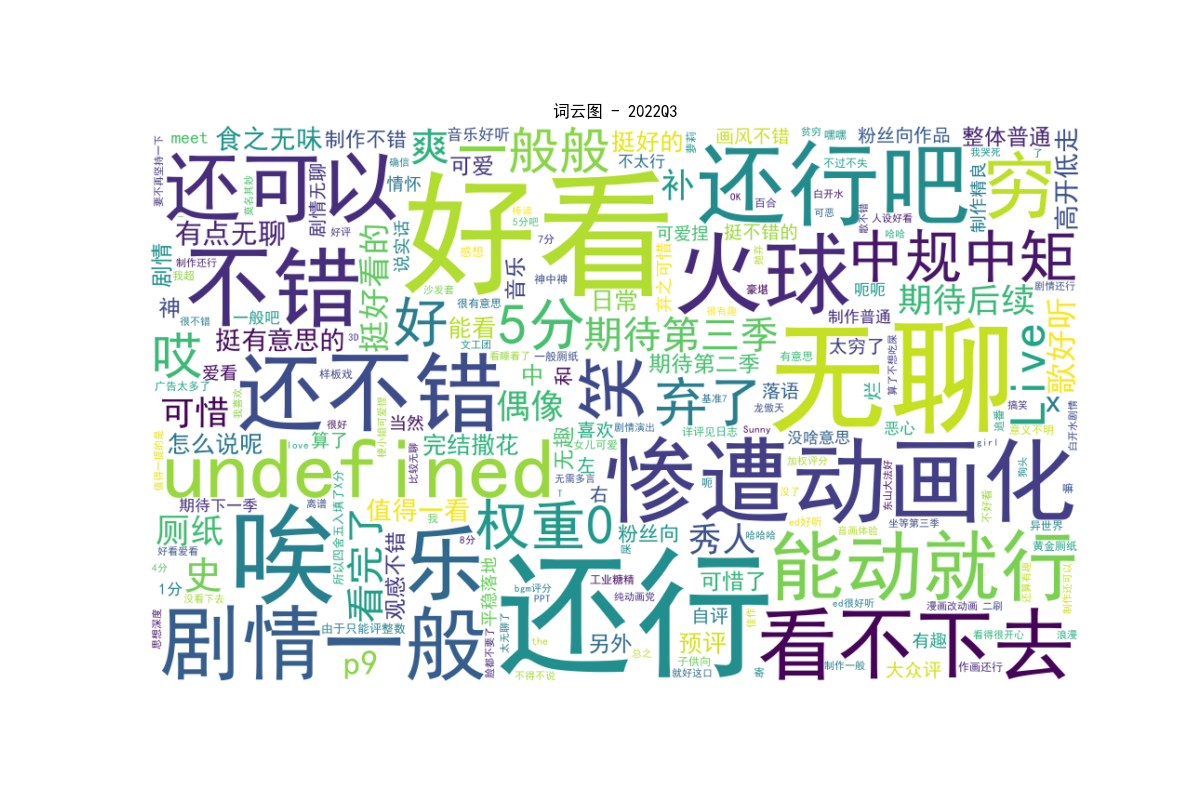 词云图 - 2022Q3
要不再坚持一下
meet
食之无味
制作不错
爽
音乐好听
一般般
挺好的
画风不错
贫穷
嘿嘿
粉丝向作品
整体普通
高开低走
还可以
剧情无聊
确信
可爱
情怀
不太行
萝莉
补
还行吧
不过不失
白开水
OK
百合
可恶
歌不错
人设好看
制作精良
我哭死
了
穷
莫名其妙
有点无聊
好评
好看
5分吧
感想
7分
可爱捏
挺不错的
哈哈
剧情
制作还行
我超
不错
挺好看的
说实话
沙发套
音乐
神中神
很有意思
日常
弃之可惜
火球
豪堪
中规中矩
呃呃
剧情还行
神
很不错
一般吧
好
能看
文工团
5分
期待第三季
很有趣
制作普通
期待后续
Live
歌好听
哎
挺有意思的
3D
看睡着了
一般厕纸
期待第二季
有意思
太穷了
算了不想吃屎
无聊
爱看
样板戏
广告太多了
我喜欢
还不错
中
和
笑
弃了
基准7
龙傲天
落语
烂
x
追番
搞笑
可惜
很好
当然
偶像
喜欢
剧情演出
详评见日志
Sunny
没啥意思
恶心
意义不明
白开水剧情
怎么说呢
love
算了
梗小姐可爱捏
比较无聊
完结撒花
无趣
左
女儿可爱
惨遭动画化
加权评分
girl
狗头
值得一提的是
undefined
无需多言
T
右
呃
没了
东山大法好
不好看
期待下一季
离谱
所以四舍五入填了X分
值得一看
我
权重0
粉丝向
哈哈哈
秀人
ed好听
音画体验
坐等第三季
异世界
厕纸
好看爱看
唉
看完了
观感不错
乐
8分
屎
能动就行
黄金厕纸
4分
1分
史
没看下去
平稳落地
bgm评分
PPT
工业糖精
纯动画党
可惜了
还算有趣
制作还可以
思想深度
剧情一般
由于只能评整数
脸都不要了
太无聊了
the
还行
另外
自评
佳作
ed很好听
漫画改动画
二刷
看不下去
有趣
看得很开心
浪漫
p9
不得不说
总之
预评
子供向
就好这口
寄
制作一般
大众评
作画还行